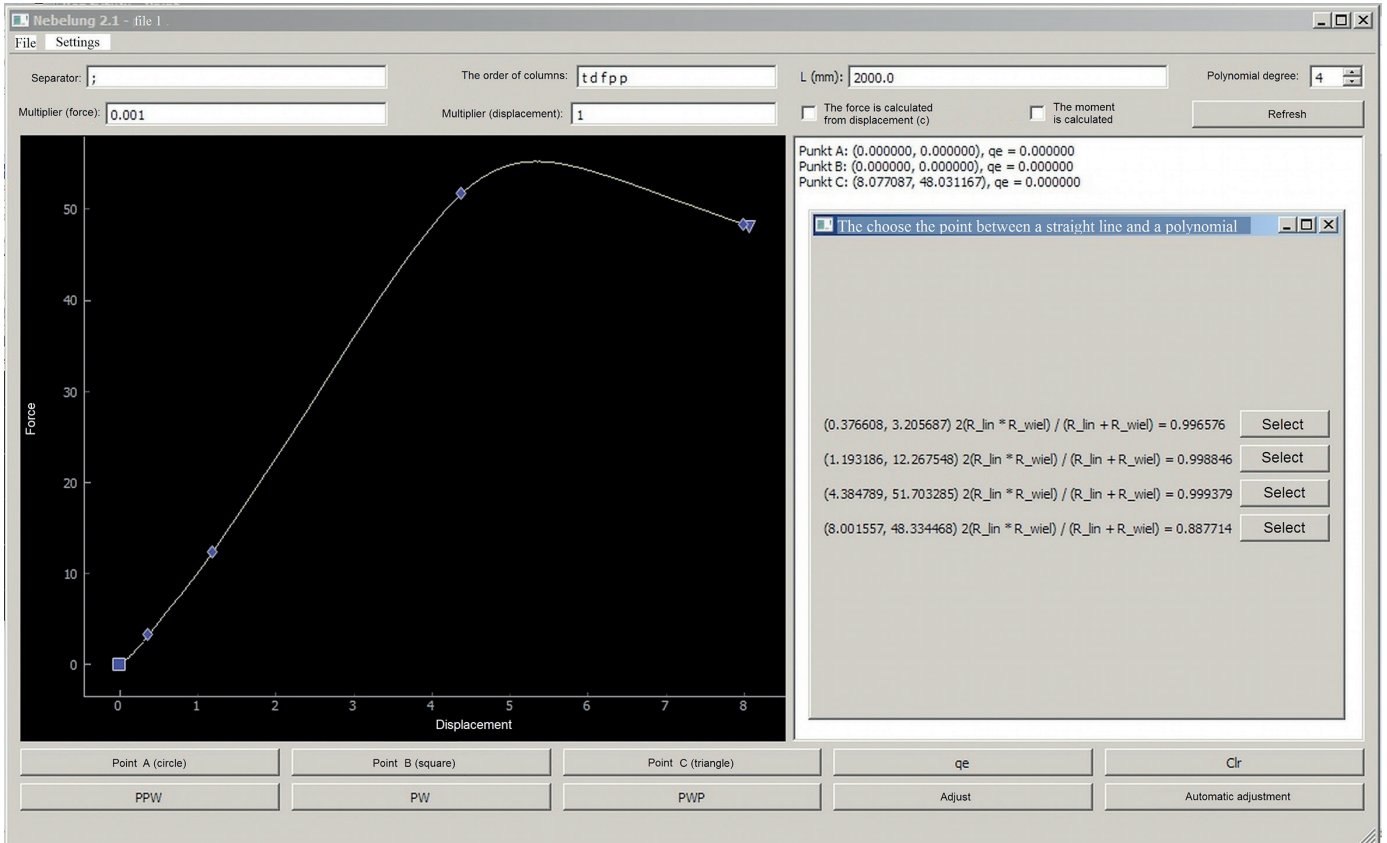 Nebelung 2.1 - file 1
File Settings
Separator: ;
The order of columns: t d f p p
L (mm): 2000.0
Polynomial degree: 4
Multiplier (force): 0.001
Multiplier (displacement): 1
The force is calculated
from displacement (c)
The moment
is calculated
Refresh
Punkt A: (0.000000, 0.000000), qe = 0.000000
Punkt B: (0.000000, 0.000000), qe = 0.000000
Punkt C: (8.077087, 48.031167), qe = 0.000000
50
40
30
20
10
0
Force
0 1 2 3 4 5 6 7 8
Displacement
The choose the point between a straight line and a polynomial
(0.376608, 3.205687) 2(R_lin * R_wiel) / (R_lin + R_wiel) = 0.996576 Select
(1.193186, 12.267548) 2(R_lin * R_wiel) / (R_lin + R_wiel) = 0.998846 Select
(4.384789, 51.703285) 2(R_lin * R_wiel) / (R_lin + R_wiel) = 0.999379 Select
(8.001557, 48.334468) 2(R_lin * R_wiel) / (R_lin + R_wiel) = 0.887714 Select
Point A (circle) Point B (square) Point C (triangle) qe Clr
PPW PW PWP Adjust Automatic adjustment